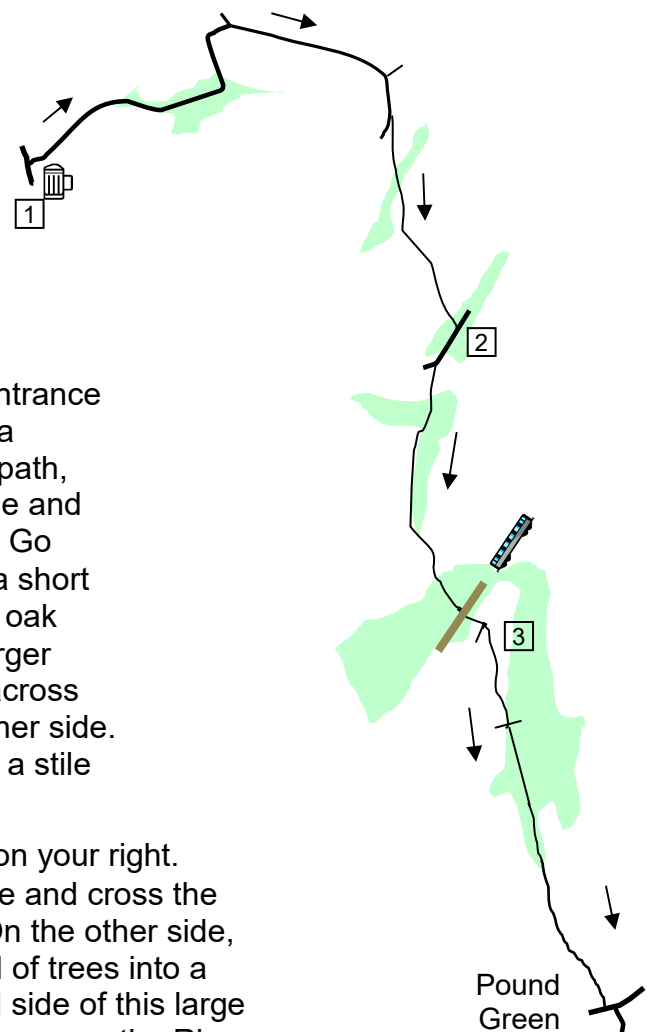 1
2
ntrance
a
path,
e and
Go
a short
oak
rger
across
her side.
a stile
3
on your right.
e and cross the
On the other side,
of trees into a
side of this large
Pound
Green